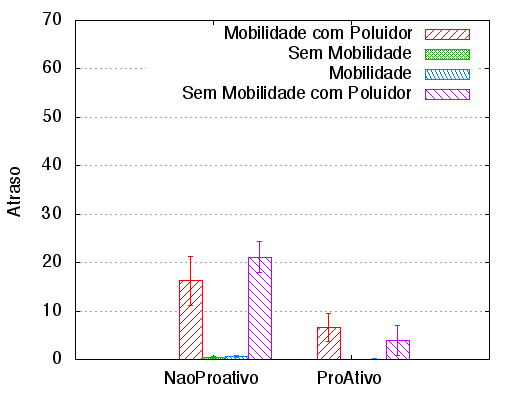 70
60
50
40
30
20
10
0
Atraso
Mobilidade com Poluidor
Sem Mobilidade
Mobilidade
Sem Mobilidade com Poluidor
NaoProativo
ProAtivo